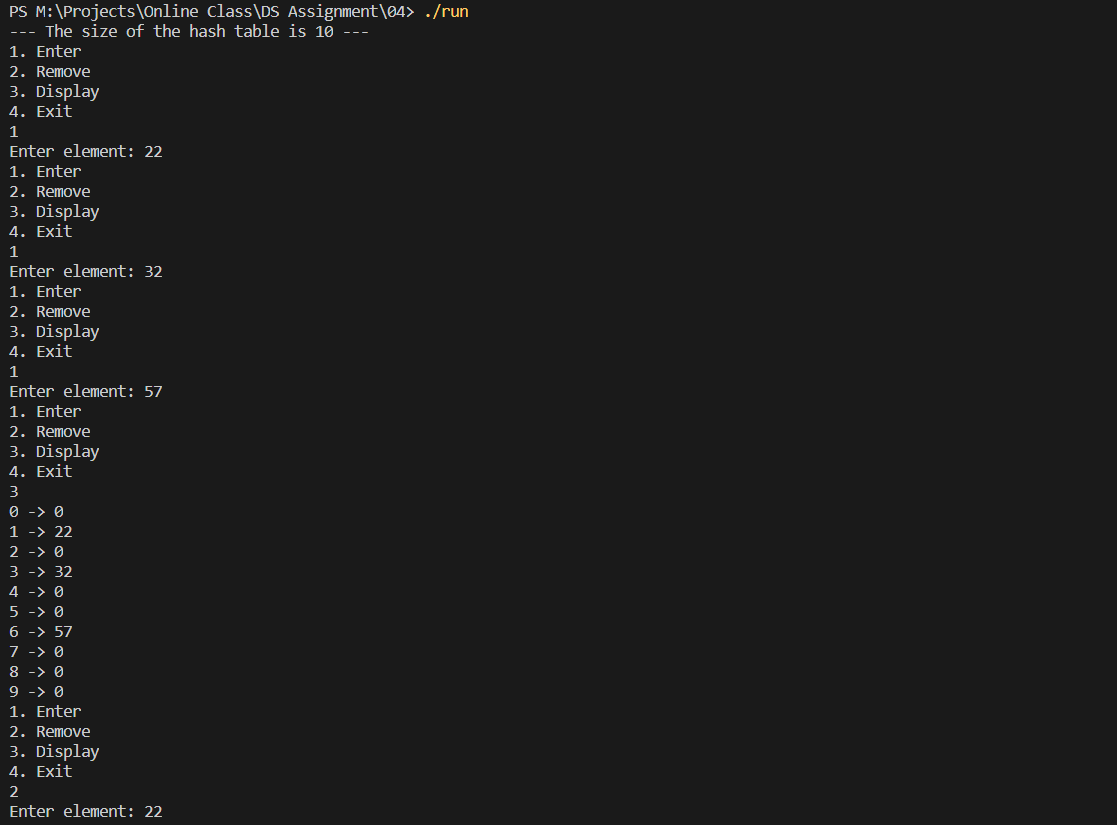 PS M:\Projects\Online Class\DS Assignment\04> ./run
--- The size of the hash table is 10 ---
1. Enter
2. Remove
3. Display
4. Exit
1
Enter element: 22
1. Enter
2. Remove
3. Display
4. Exit
1
Enter element: 32
1. Enter
2. Remove
3. Display
4. Exit
1
Enter element: 57
1. Enter
2. Remove
3. Display
4. Exit
3
0 -> 0
1 -> 22
2 -> 0
3 -> 32
4 -> 0
5 -> 0
6 -> 57
7 -> 0
8 -> 0
9 -> 0
1. Enter
2. Remove
3. Display
4. Exit
2
Enter element: 22